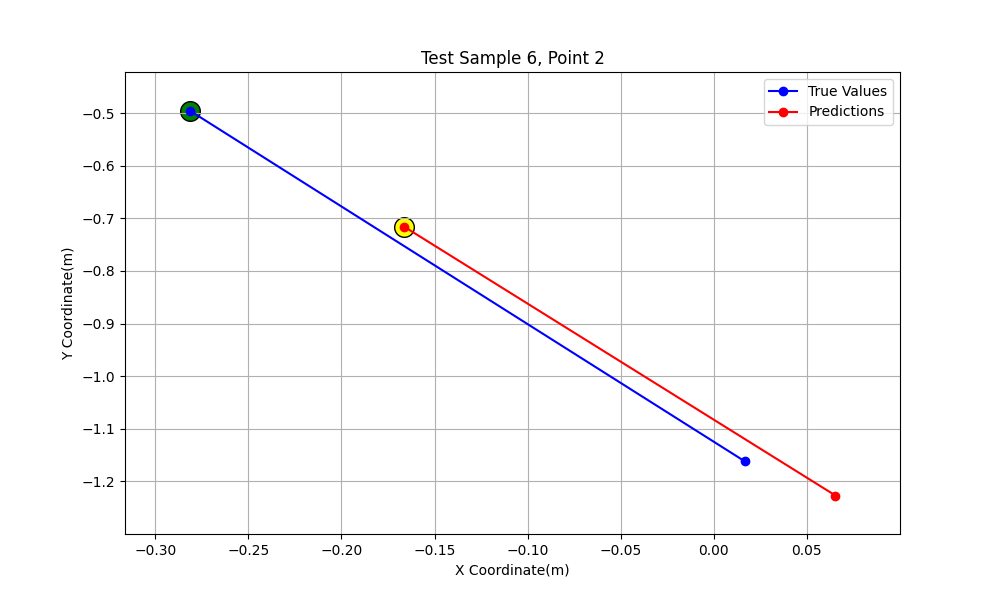 Test Sample 6, Point 2
True Values
Predictions
Y Coordinate(m)
−0.5
−0.6
−0.7
−0.8
−0.9
−1.0
−1.1
−1.2
−0.30 −0.25 −0.20 −0.15 −0.10 −0.05 0.00 0.05
X Coordinate(m)